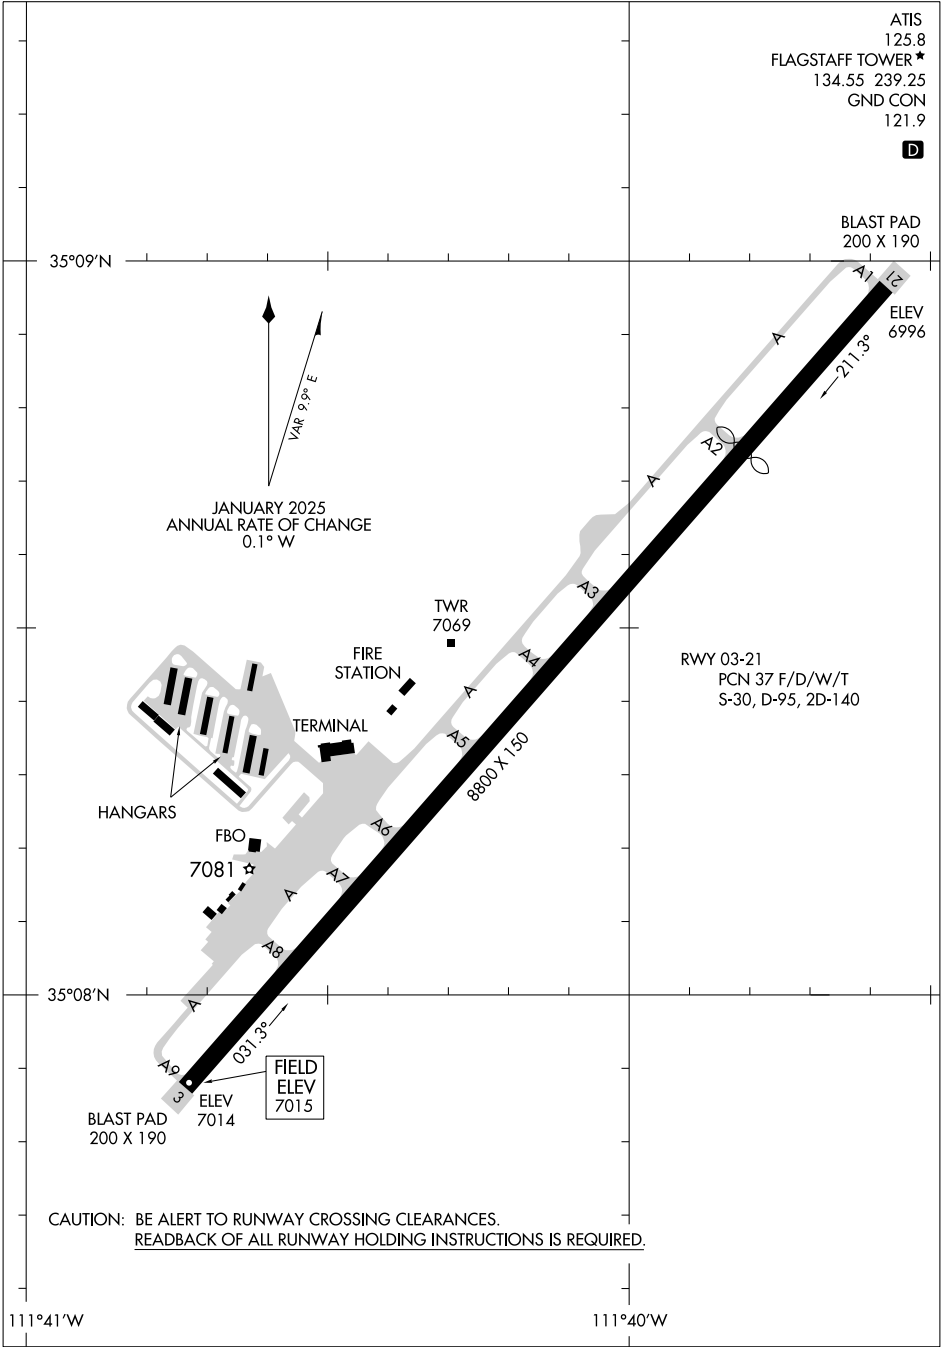 ATIS
125.8
FLAGSTAFF TOWER★
134.55 239.25
GND CON
121.9
D
BLAST PAD
200 X 190
35°09'N
A1
21
ELEV
6996
A
211.3°
VAR 9.9° E
A2
A
JANUARY 2025
ANNUAL RATE OF CHANGE
0.1° W
A3
TWR
7069
FIRE
STATION
A4
RWY 03-21
PCN 37 F/D/W/T
S-30, D-95, 2D-140
A
TERMINAL
A5
8800 X 150
HANGARS
A6
FBO
7081
A7
A
A8
35°08'N
A
031.3°
A9
FIELD
ELEV
7015
3
ELEV
7014
BLAST PAD
200 X 190
CAUTION: BE ALERT TO RUNWAY CROSSING CLEARANCES.
READBACK OF ALL RUNWAY HOLDING INSTRUCTIONS IS REQUIRED.
111°41'W
111°40'W